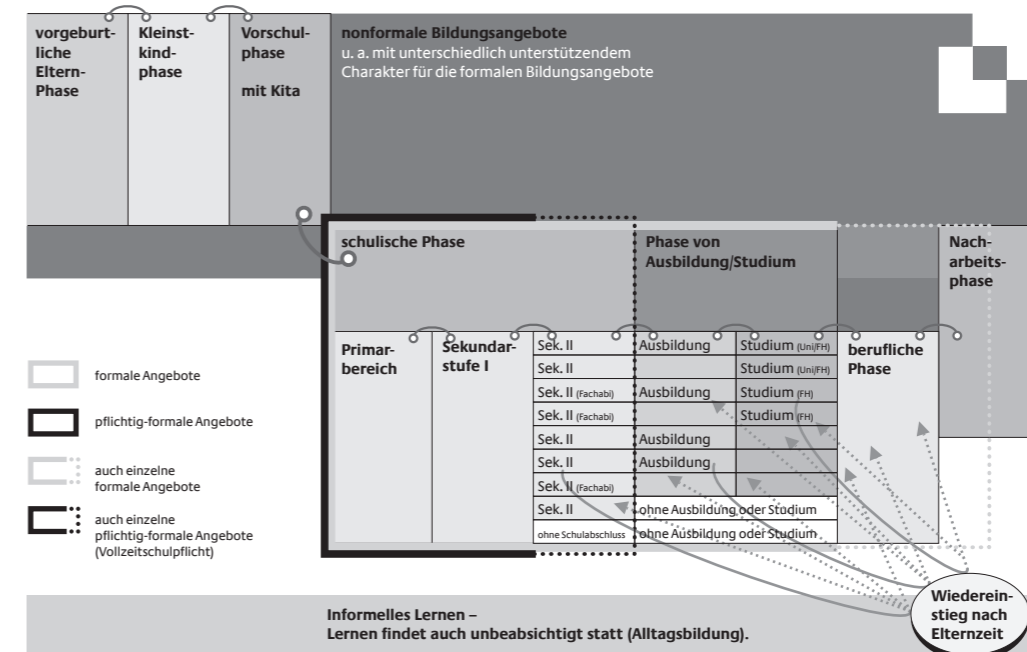 vorgeburt-
liche
Eltern-
Phase
Kleinst-
kind-
phase
Vorschul-
phase
mit Kita
nonformale Bildungsangebote
u. a. mit unterschiedlich unterstützendem
Charakter für die formalen Bildungsangebote
schulische Phase
Phase von
Ausbildung/Studium
Nach-
arbeits-
phase
Primar-
bereich
Sekundar-
stufe I
Sek. II Ausbildung Studium (Uni/FH)
Sek. II Studium (Uni/FH)
Sek. II (Fachabi) Ausbildung Studium (FH)
Sek. II (Fachabi) Studium (FH)
Sek. II Ausbildung
Sek. II Ausbildung
Sek. II (Fachabi)
Sek. II ohne Ausbildung oder Studium
ohne Schulabschluss ohne Ausbildung oder Studium
berufliche
Phase
formale Angebote
pflichtig-formale Angebote
auch einzelne
formale Angebote
auch einzelne
pflichtig-formale Angebote
(Vollzeitschulpflicht)
Wiederein-
stieg nach
Elternzeit
Informelles Lernen –
Lernen findet auch unbeabsichtigt statt (Alltagsbildung).